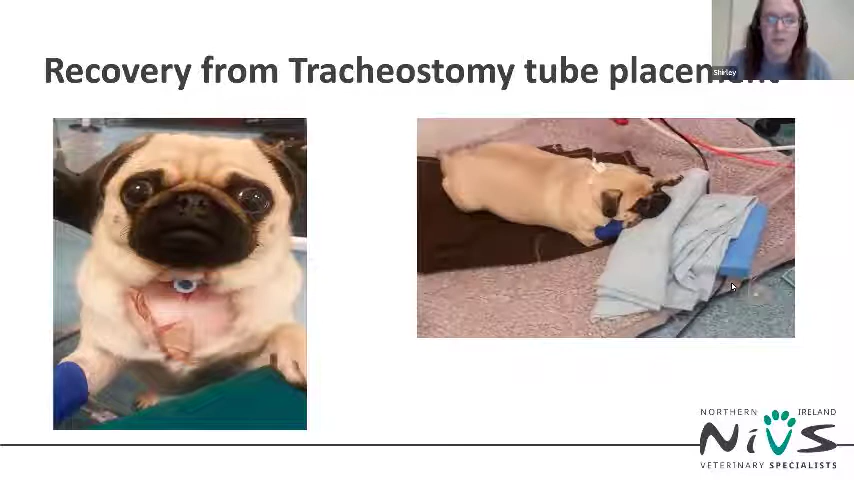 Recovery from Tracheostomy tube placement
Shirley
NORTHERN IRELAND
NiVS
VETERINARY SPECIALISTS